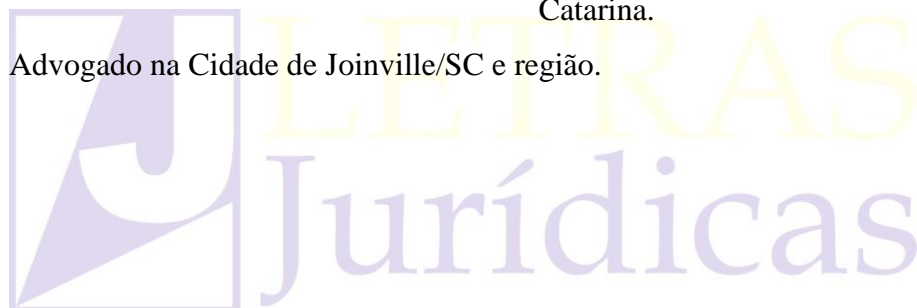 Catarina.
Advogado na Cidade de Joinville/SC e região.
LETRAS
J
Jurídicas